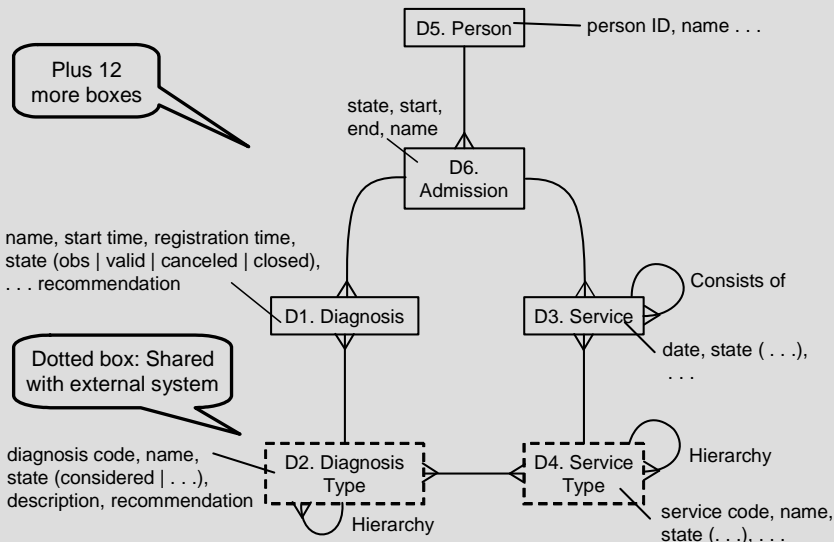 D5. Person
person ID, name . . .
Plus 12
more boxes
state, start,
end, name
D6.
Admission
name, start time, registration time,
state (obs | valid | canceled | closed),
. . . recommendation
Consists of
D1. Diagnosis
D3. Service
Dotted box: Shared
with external system
date, state ( . . .),
. . .
diagnosis code, name,
state (considered | . . .),
description, recommendation
D2. Diagnosis
Type
D4. Service
Type
Hierarchy
Hierarchy
service code, name,
state (. . .), . . .